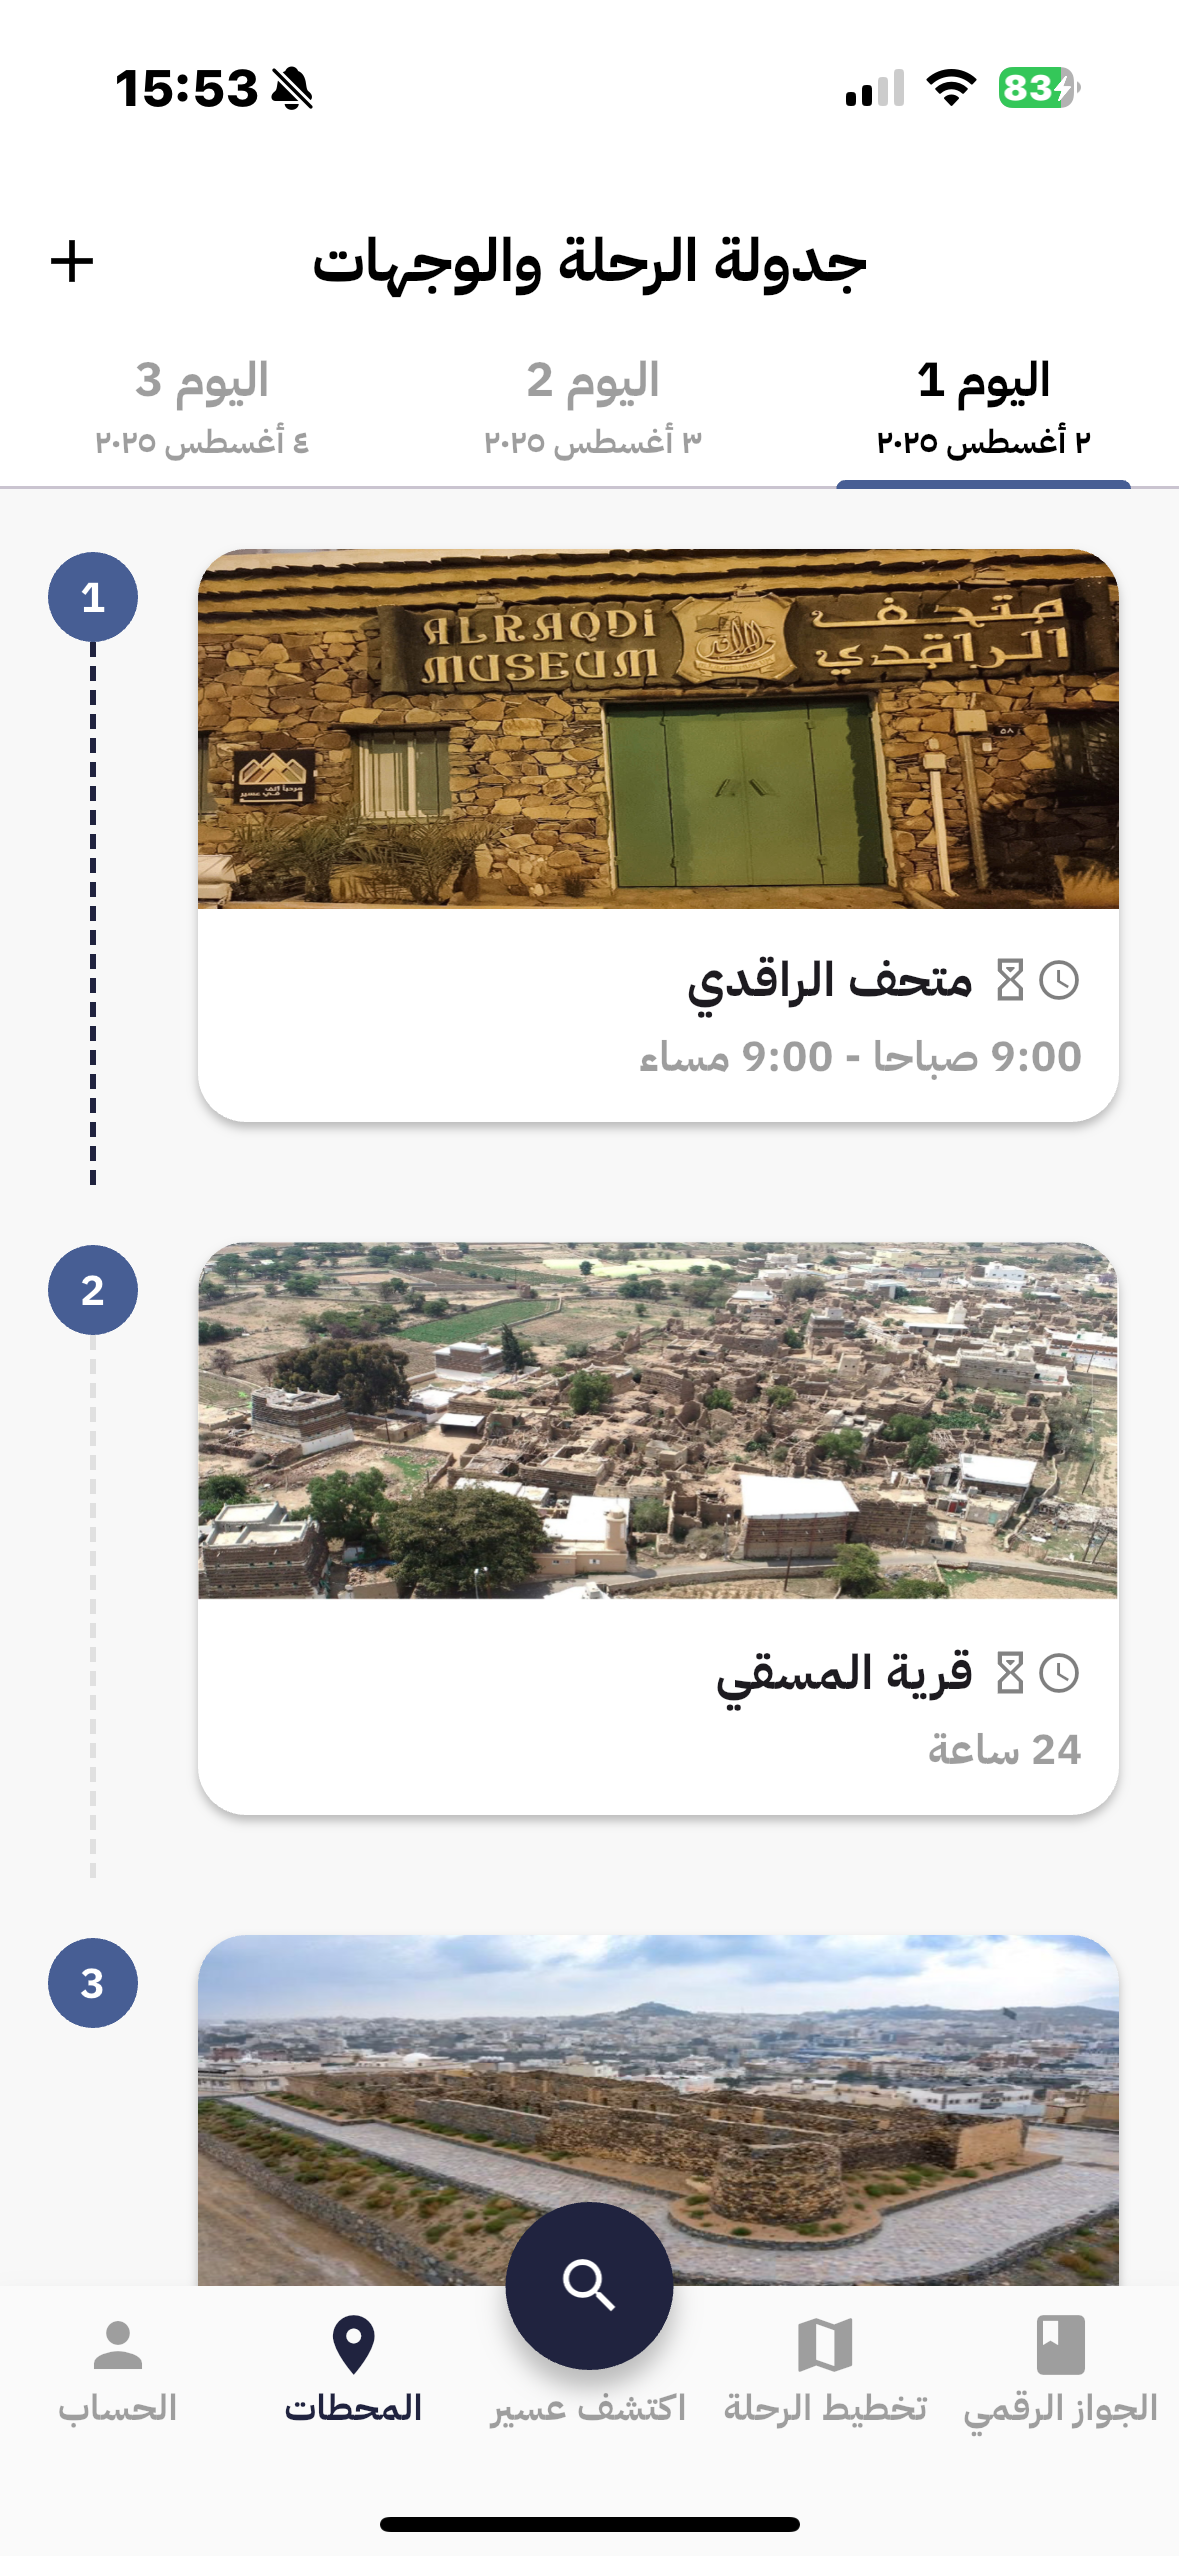 15:53
83
جدولة الرحلة والوجهات
+
اليوم 1
٢ أغسطس ٢٠٢٥
اليوم 2
٣ أغسطس ٢٠٢٥
اليوم 3
٤ أغسطس ٢٠٢٥
1
متحف
الراقدي
ALRAQDi
MUSEUM
٥٨
متحف الراقدي
9:00 صباحا - 9:00 مساء
2
قرية المسقي
24 ساعة
3
الجواز الرقمي
تخطيط الرحلة
اكتشف عسير
المحطات
الحساب